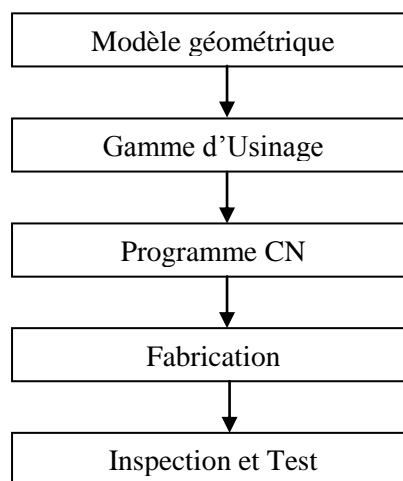 Modèle géométrique
Gamme d’Usinage
Programme CN
Fabrication
Inspection et Test